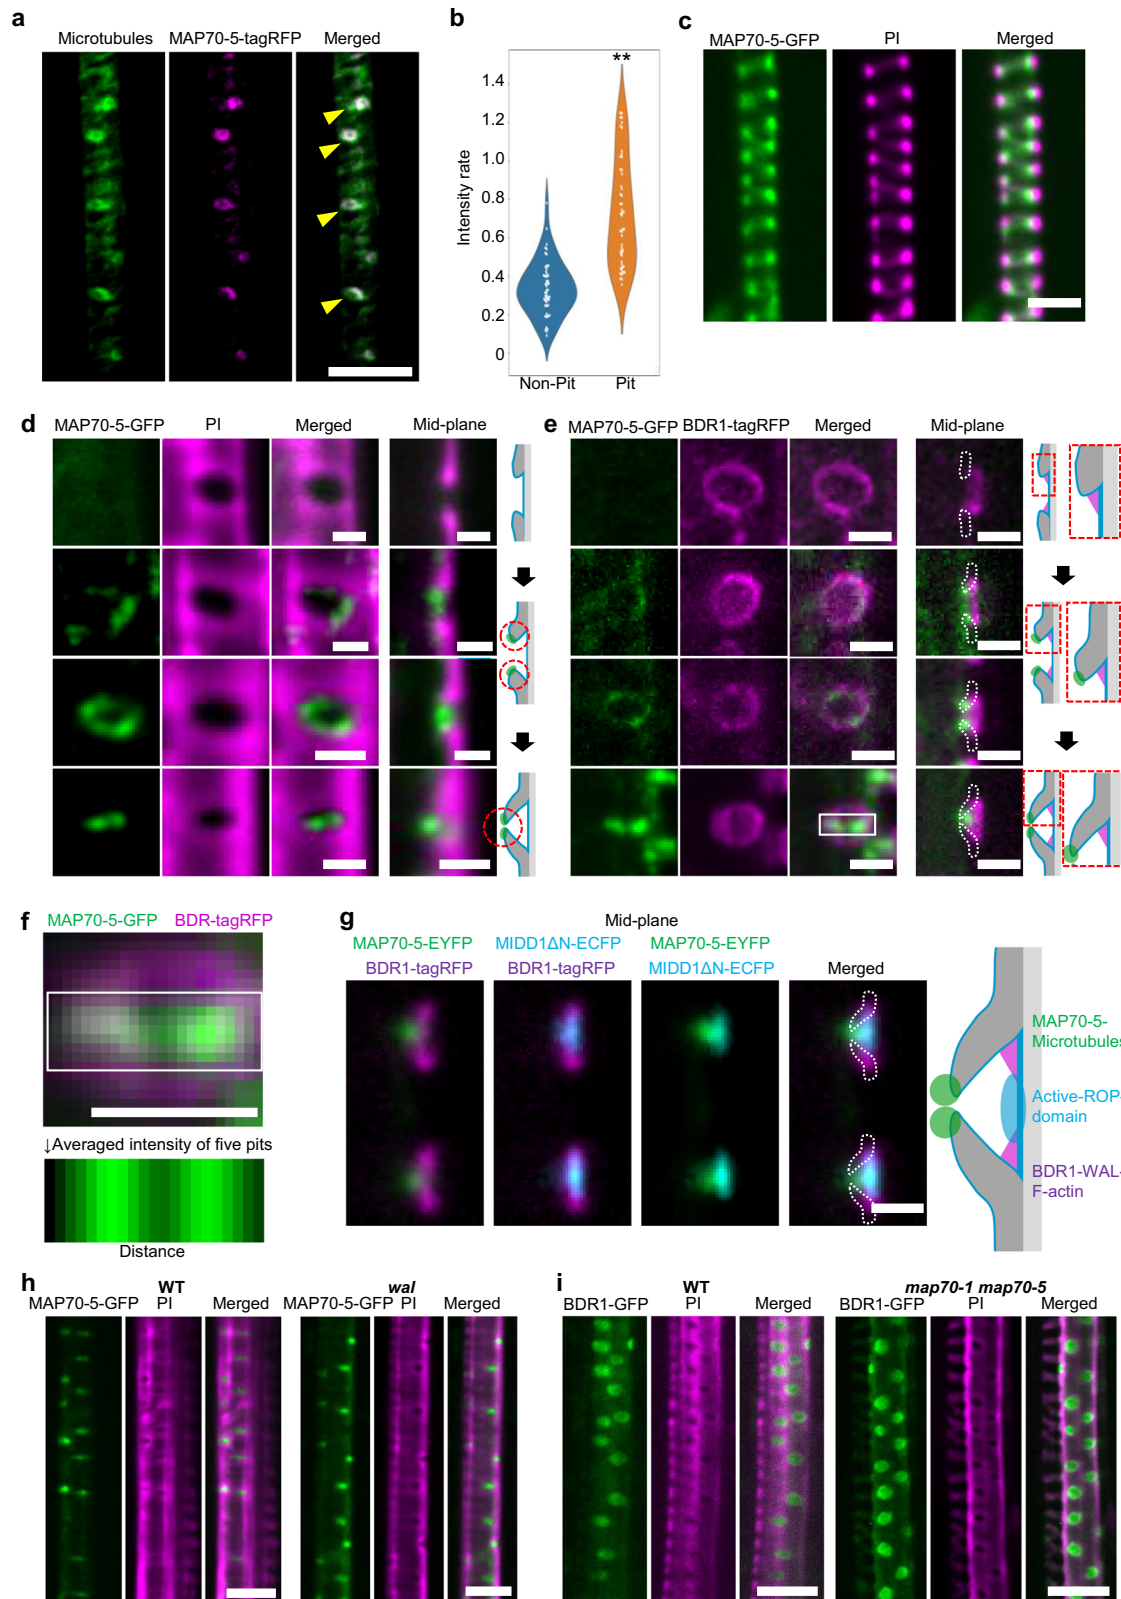 a
Microtubules MAP70-5-tagRFP Merged
b
**
1.4
1.2
1.0
0.8
0.6
0.4
0.2
0
Intensity rate
Non-Pit Pit
c
MAP70-5-GFP PI Merged
d
MAP70-5-GFP PI Merged Mid-plane
e
MAP70-5-GFP BDR1-tagRFP Merged Mid-plane
f
MAP70-5-GFP BDR-tagRFP
↓Averaged intensity of five pits
Distance
g
Mid-plane
MAP70-5-EYFP MIDD1ΔN-ECFP MAP70-5-EYFP
BDR1-tagRFP BDR1-tagRFP MIDD1ΔN-ECFP Merged
MAP70-5-
Microtubules
Active-ROP-
domain
BDR1-WAL-
F-actin
h
WT wal
MAP70-5-GFP PI Merged MAP70-5-GFP PI Merged
i
WT map70-1 map70-5
BDR1-GFP PI Merged BDR1-GFP PI Merged